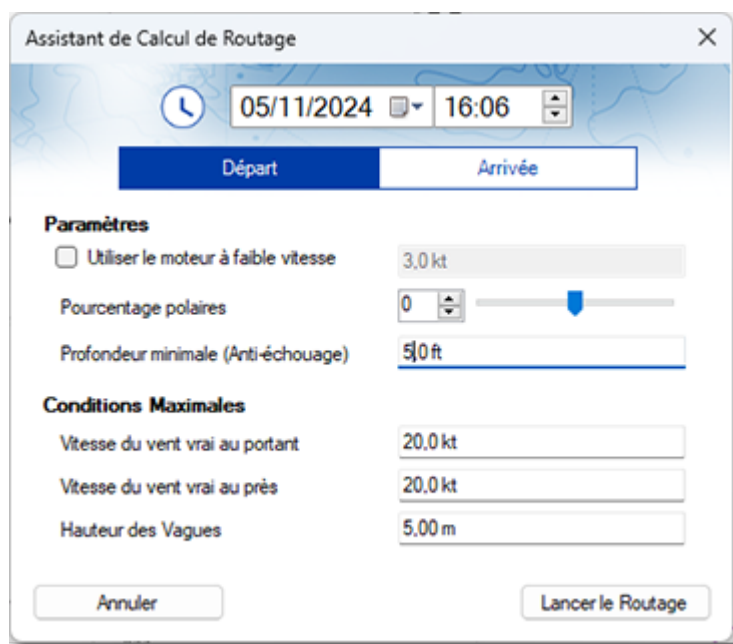 Assistant de Calcul de Routage
05/11/2024 16:06
Départ Arrivée
Paramètres
Utiliser le moteur à faible vitesse 3,0 kt
Pourcentage polaires 0
Profondeur minimale (Anti-échouage) 5,0 ft
Conditions Maximales
Vitesse du vent vrai au portant 20,0 kt
Vitesse du vent vrai au près 20,0 kt
Hauteur des Vagues 5,00 m
Annuler Lancer le Routage